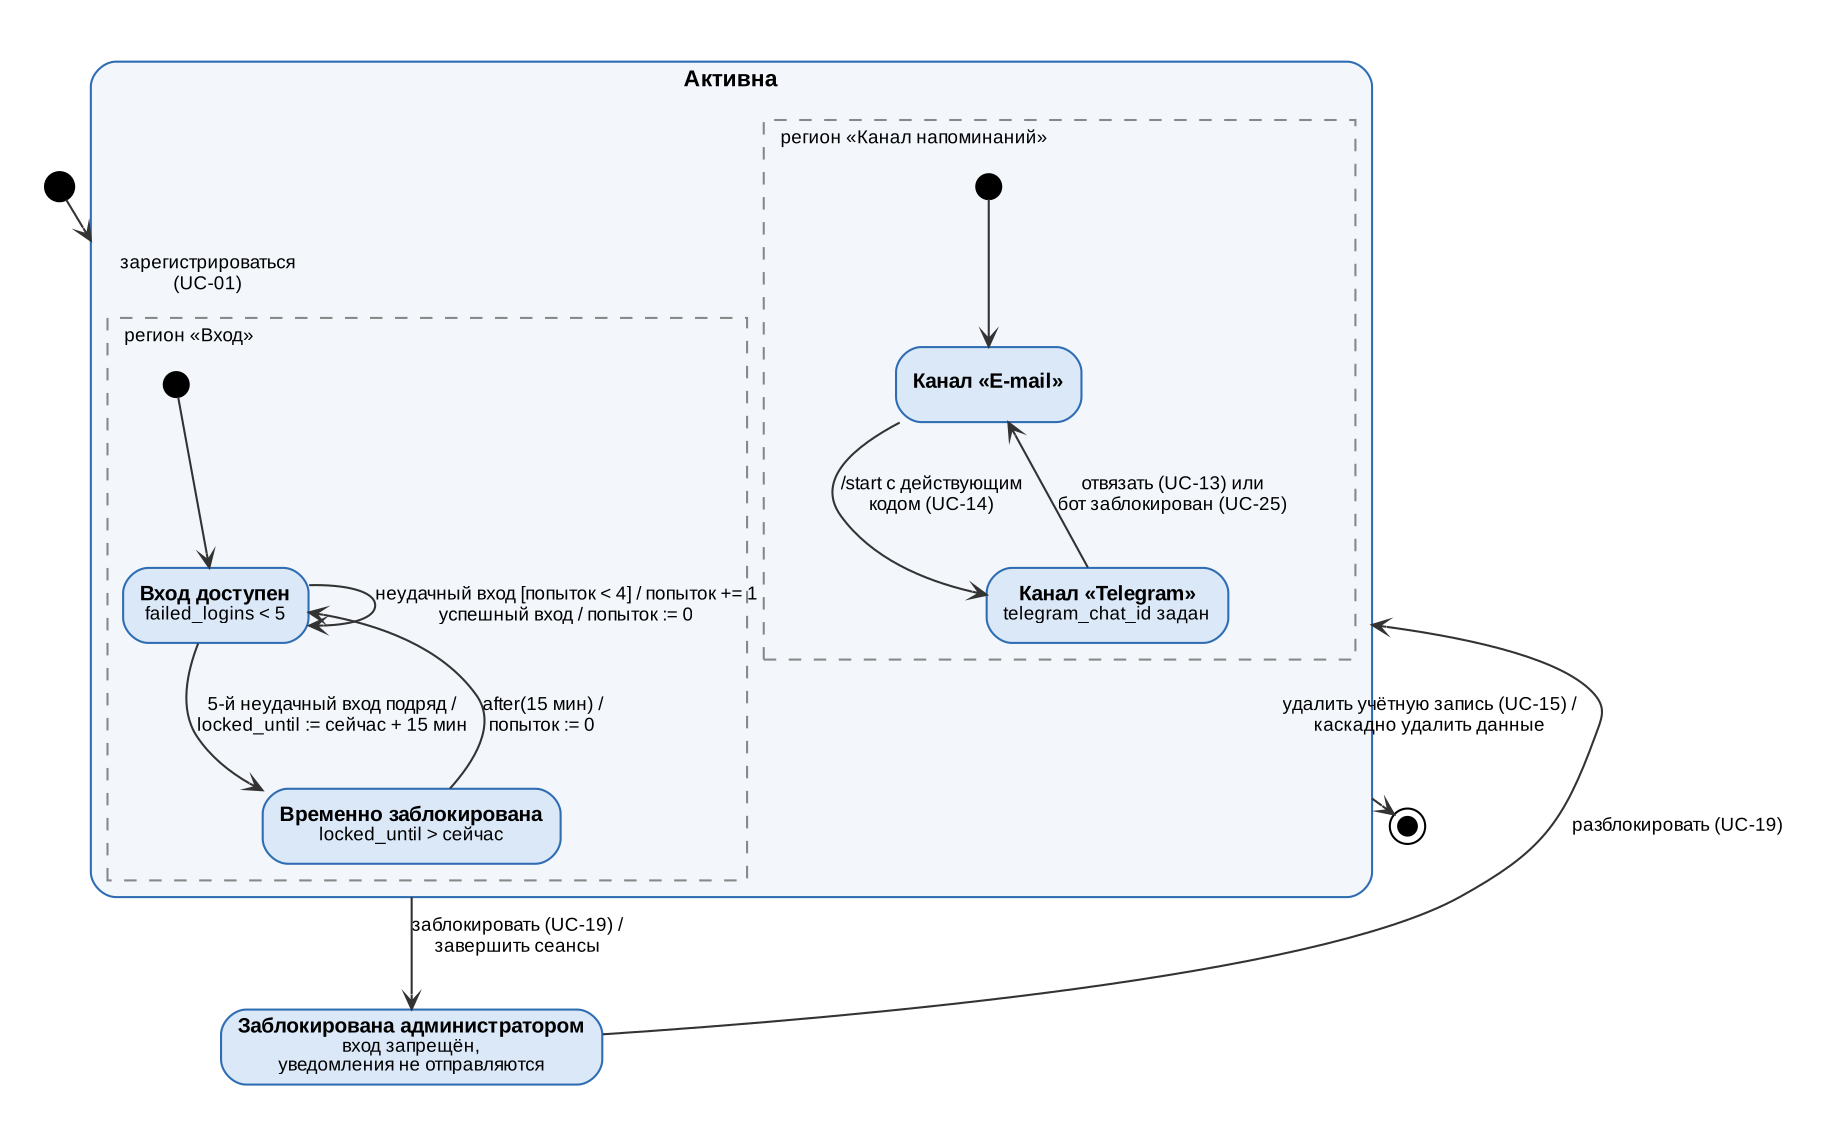 Активна
регион «Канал напоминаний»
зарегистрироваться
(UC-01)
регион «Вход»
Канал «E-mail»
/start с действующим
кодом (UC-14)
отвязать (UC-13) или
бот заблокирован (UC-25)
Вход доступен
failed_logins < 5
неудачный вход [попыток < 4] / попыток += 1
успешный вход / попыток := 0
Канал «Telegram»
telegram_chat_id задан
5-й неудачный вход подряд /
locked_until := сейчас + 15 мин
after(15 мин) /
попыток := 0
удалить учётную запись (UC-15) /
каскадно удалить данные
Временно заблокирована
locked_until > сейчас
разблокировать (UC-19)
заблокировать (UC-19) /
завершить сеансы
Заблокирована администратором
вход запрещён,
уведомления не отправляются